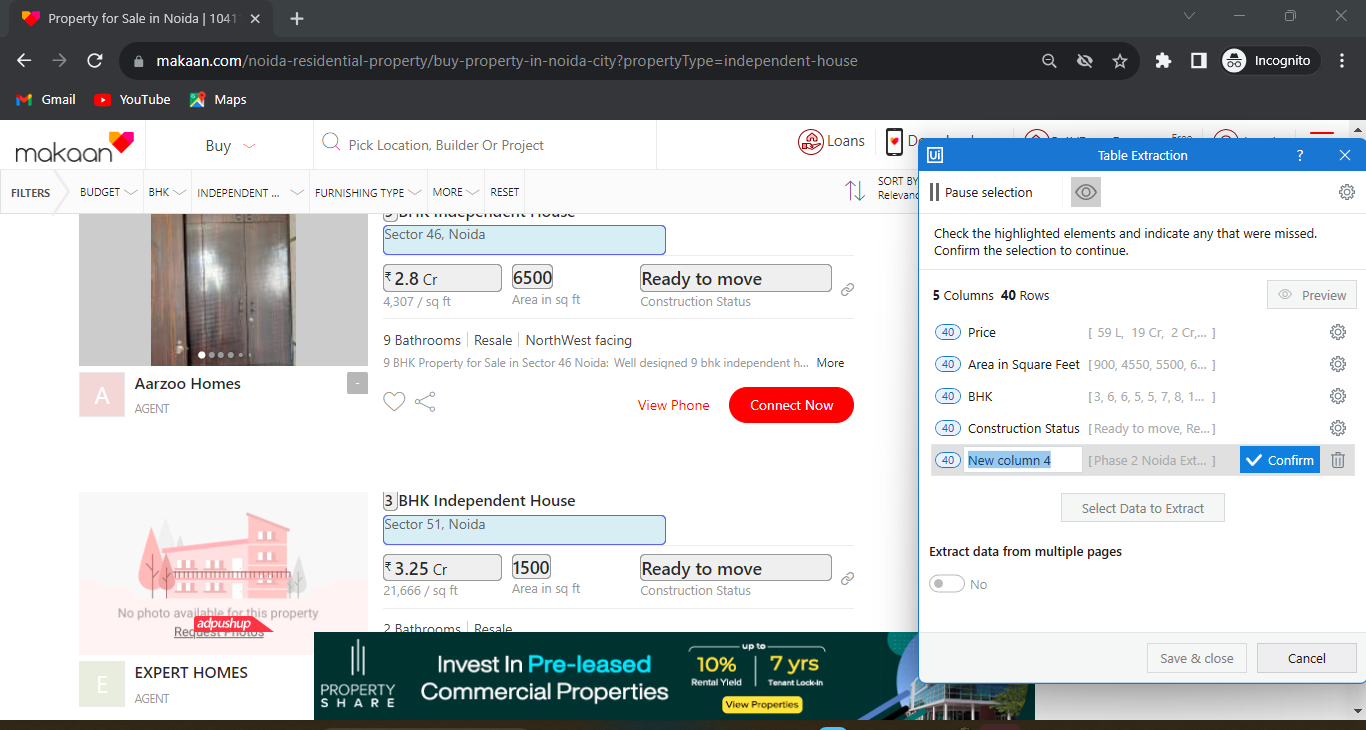 Property for Sale in Noida | 1041
makaan.com/noida-residential-property/buy-property-in-noida-city?propertyType=independent-house
Incognito
Gmail
YouTube
Maps
makaan
Buy
Pick Location, Builder Or Project
Loans
FILTERS
BUDGET
BHK
INDEPENDENT ...
FURNISHING TYPE
MORE
RESET
SORT BY
Relevanc
BHK Independent House
Sector 46, Noida
₹ 2.8 Cr
6500
Ready to move
4,307 / sq ft
Area in sq ft
Construction Status
9 Bathrooms
Resale
NorthWest facing
9 BHK Property for Sale in Sector 46 Noida: Well designed 9 bhk independent h... More
A
Aarzoo Homes
-
AGENT
View Phone
Connect Now
3 BHK Independent House
Sector 51, Noida
₹ 3.25 Cr
1500
Ready to move
21,666 / sq ft
Area in sq ft
Construction Status
2 Bathrooms
Resale
No photo available for this property
Request Photos
adpushup
E
EXPERT HOMES
AGENT
PROPERTY
SHARE
Invest In Pre-leased
Commercial Properties
up to
10%
Rental Yield
7 yrs
Tenant Lock-in
View Properties
Ui
Table Extraction
?
Pause selection
Check the highlighted elements and indicate any that were missed.
Confirm the selection to continue.
5 Columns 40 Rows
Preview
40 Price [ 59 L, 19 Cr, 2 Cr,... ]
40 Area in Square Feet [900, 4550, 5500, 6... ]
40 BHK [3, 6, 6, 5, 5, 7, 8, 1... ]
40 Construction Status [Ready to move, Re... ]
40 New column 4 [Phase 2 Noida Ext... ] Confirm
Select Data to Extract
Extract data from multiple pages
No
Save & close
Cancel